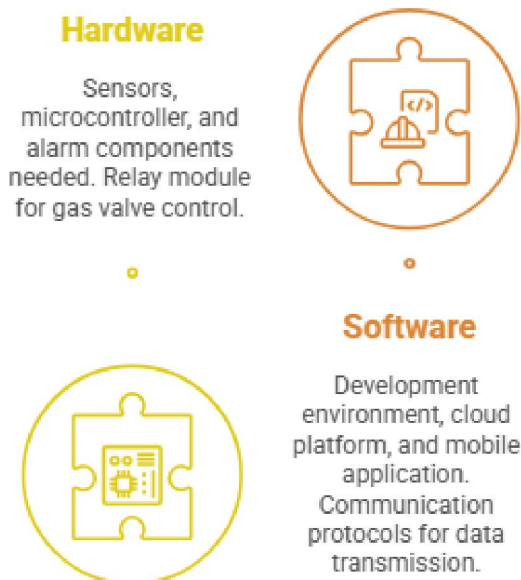 Hardware
Sensors,
microcontroller, and
alarm components
needed. Relay module
for gas valve control.
</>
Software
Development
environment, cloud
platform, and mobile
application.
Communication
protocols for data
transmission.